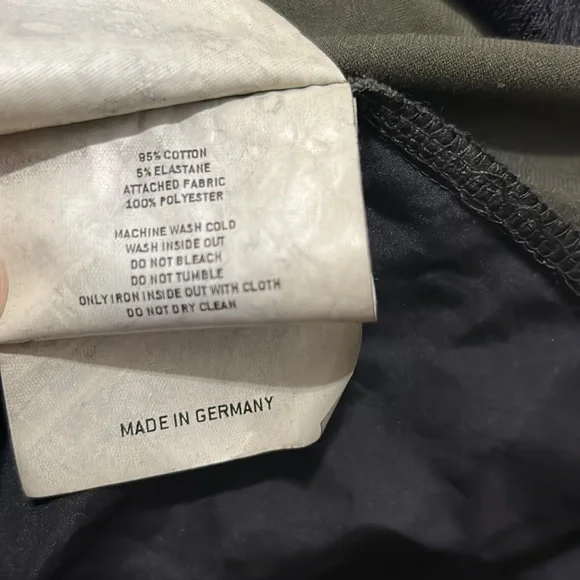 95% COTTON
5% ELASTANE
ATTACHED FABRIC
100% POLYESTER
MACHINE WASH COLD
WASH INSIDE OUT
DO NOT BLEACH
DO NOT TUMBLE
ONLY IRON INSIDE OUT WITH CLOTH
DO NOT DRY CLEAN
MADE IN GERMANY